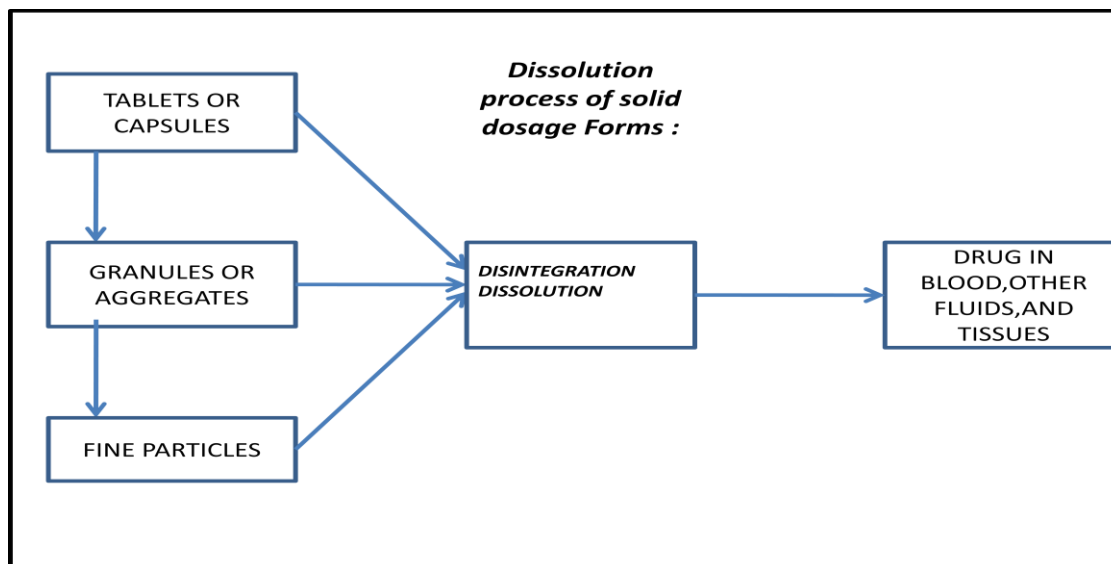 Dissolution
process of solid
dosage Forms :
TABLETS OR
CAPSULES
GRANULES OR
AGGREGATES
FINE PARTICLES
DISINTEGRATION
DISSOLUTION
DRUG IN
BLOOD,OTHER
FLUIDS,AND
TISSUES